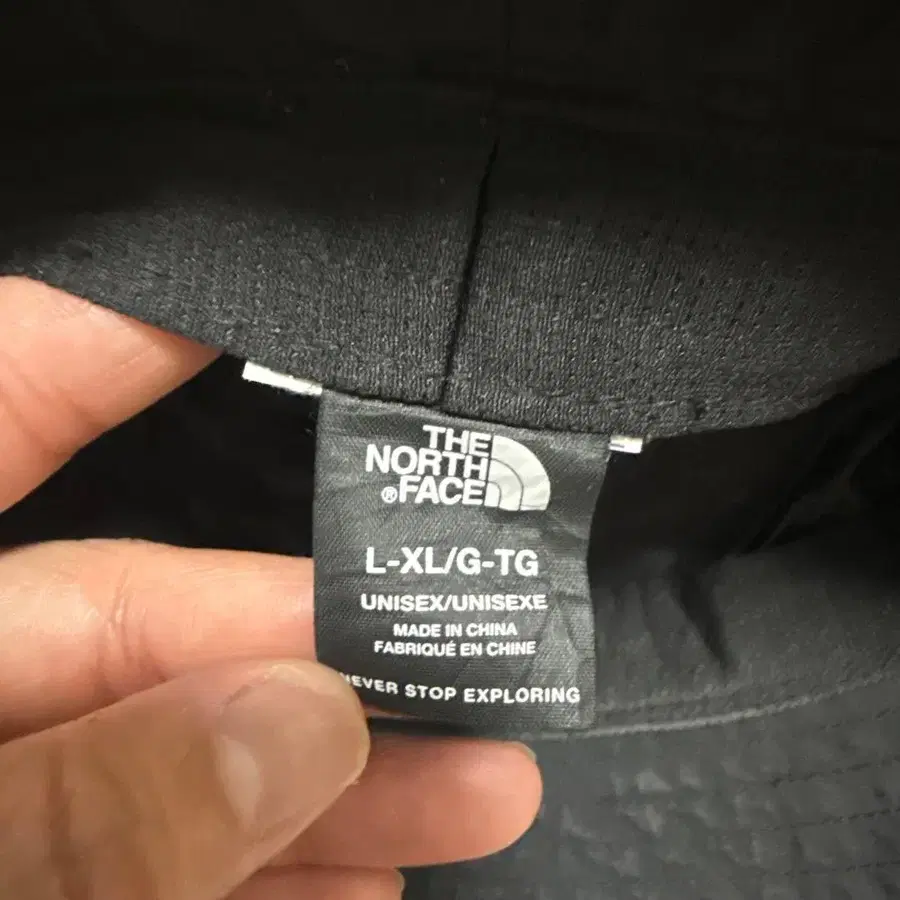 THE
NORTH
®FACE
L-XL/G-TG
UNISEX/UNISEXE
MADE IN CHINA
FABRIQUÉ EN CHINE
NEVER STOP EXPLORING